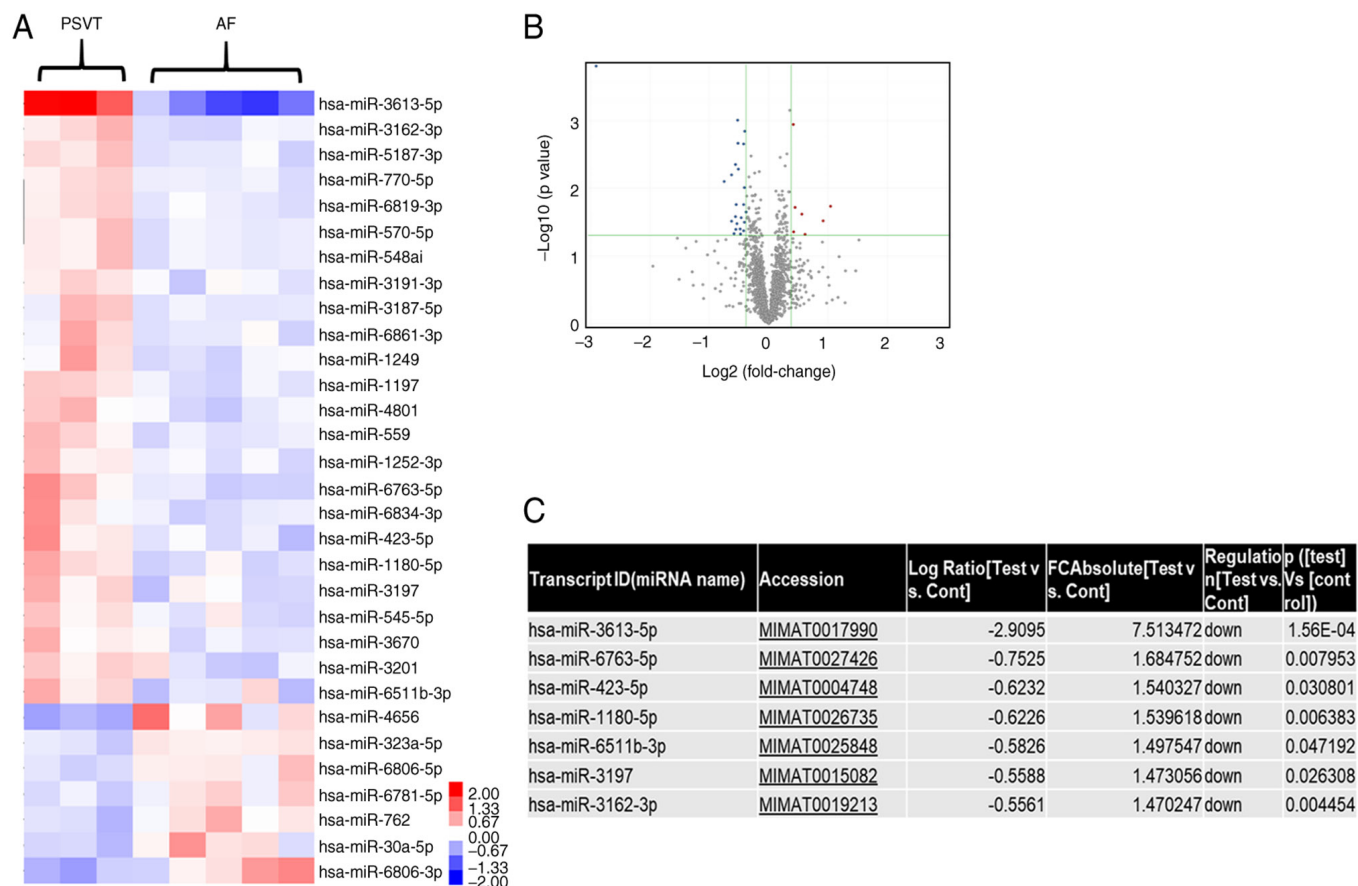 A
PSVT
AF
hsa-miR-3613-5p
hsa-miR-3162-3p
hsa-miR-5187-3p
hsa-miR-770-5p
hsa-miR-6819-3p
hsa-miR-570-5p
hsa-miR-548ai
hsa-miR-3191-3p
hsa-miR-3187-5p
hsa-miR-6861-3p
hsa-miR-1249
hsa-miR-1197
hsa-miR-4801
hsa-miR-559
hsa-miR-1252-3p
hsa-miR-6763-5p
hsa-miR-6834-3p
hsa-miR-423-5p
hsa-miR-1180-5p
hsa-miR-3197
hsa-miR-545-5p
hsa-miR-3670
hsa-miR-3201
hsa-miR-6511b-3p
hsa-miR-4656
hsa-miR-323a-5p
hsa-miR-6806-5p
hsa-miR-6781-5p
hsa-miR-762
hsa-miR-30a-5p
hsa-miR-6806-3p
2.00
1.33
0.67
0.00
−0.67
−1.33
−2.00
B
−Log10 (p value)
3
2
1
0
−3 −2 −1 0 1 2 3
Log2 (fold-change)
C
Transcript ID(miRNA name) Accession Log Ratio[Test v FCAbsolute[Test v Regulatio p ([test]
s. Cont] s. Cont] n[Test vs. Vs [cont
Cont] rol])
hsa-miR-3613-5p MIMAT0017990 -2.9095 7.513472 down 1.56E-04
hsa-miR-6763-5p MIMAT0027426 -0.7525 1.684752 down 0.007953
hsa-miR-423-5p MIMAT0004748 -0.6232 1.540327 down 0.030801
hsa-miR-1180-5p MIMAT0026735 -0.6226 1.539618 down 0.006383
hsa-miR-6511b-3p MIMAT0025848 -0.5826 1.497547 down 0.047192
hsa-miR-3197 MIMAT0015082 -0.5588 1.473056 down 0.026308
hsa-miR-3162-3p MIMAT0019213 -0.5561 1.470247 down 0.004454